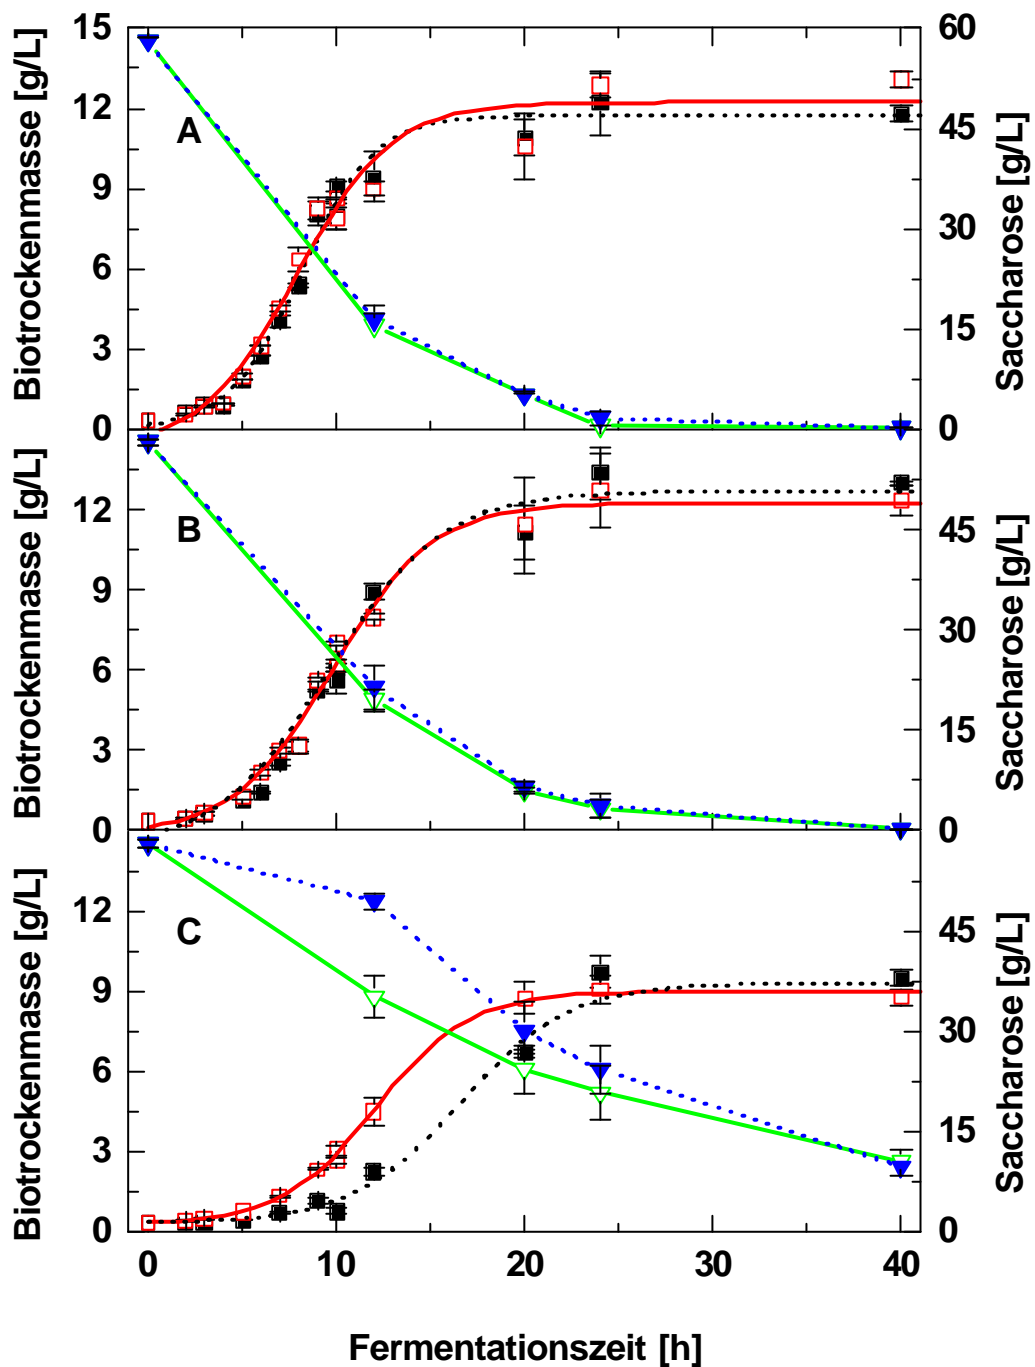 15
12
9
6
3
0
Biotrockenmasse [g/L]
A
60
45
30
15
0
Saccharose [g/L]
12
9
6
3
0
Biotrockenmasse [g/L]
B
45
30
15
0
Saccharose [g/L]
12
9
6
3
0
Biotrockenmasse [g/L]
C
45
30
15
0
Saccharose [g/L]
0 10 20 30 40
Fermentationszeit [h]